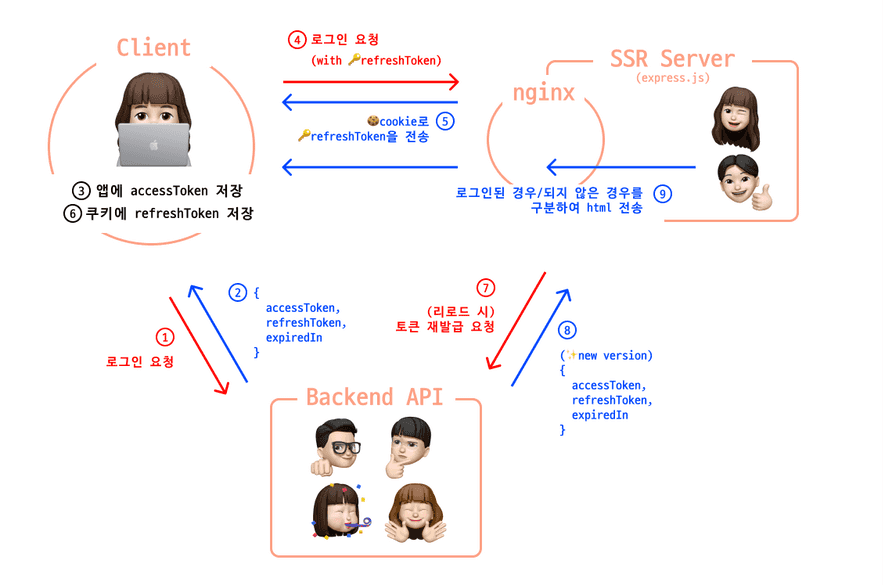 Client
④ 로그인 요청
(with 🔑refreshToken)
SSR Server
(express.js)
nginx
🍪cookie로 ⑤
🔑refreshToken을 전송
③ 앱에 accessToken 저장
⑥ 쿠키에 refreshToken 저장
로그인된 경우/되지 않은 경우를 ⑨
구분하여 html 전송
① 
로그인 요청
② {
accessToken,
refreshToken,
expiredIn
}
⑦
(리로드 시)
토큰 재발급 요청
⑧
(✨new version)
{
accessToken,
refreshToken,
expiredIn
}
Backend API